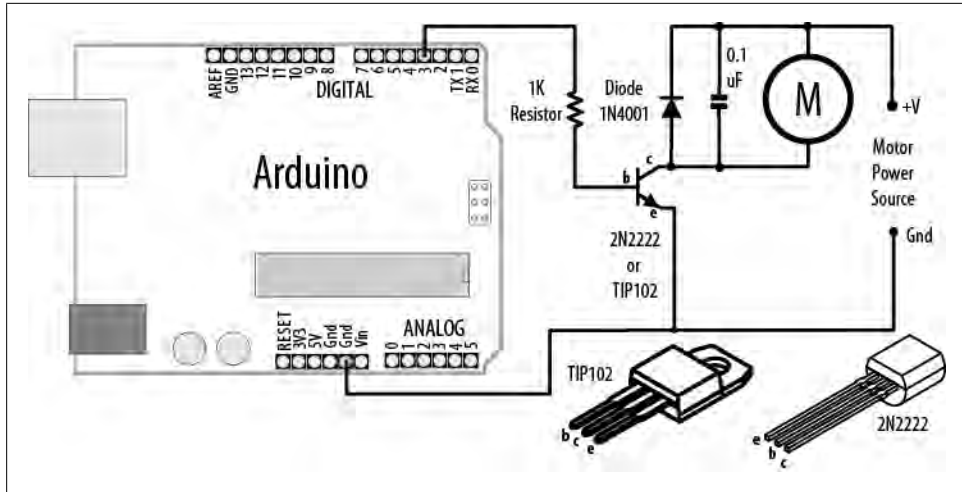 AREF
GND
13
12
11
10
9
8
7
6
5
4
3
2
TX 1
RX 0
DIGITAL
Arduino
RESET
3V3
5V
Gnd
Gnd
Vin
ANALOG
0
1
2
3
4
5
1K
Resistor
Diode
1N4001
0.1
uF
M
+V
Motor
Power
Source
Gnd
b
c
e
2N2222
or
TIP102
TIP102
b
c
e
2N2222
e
b
c